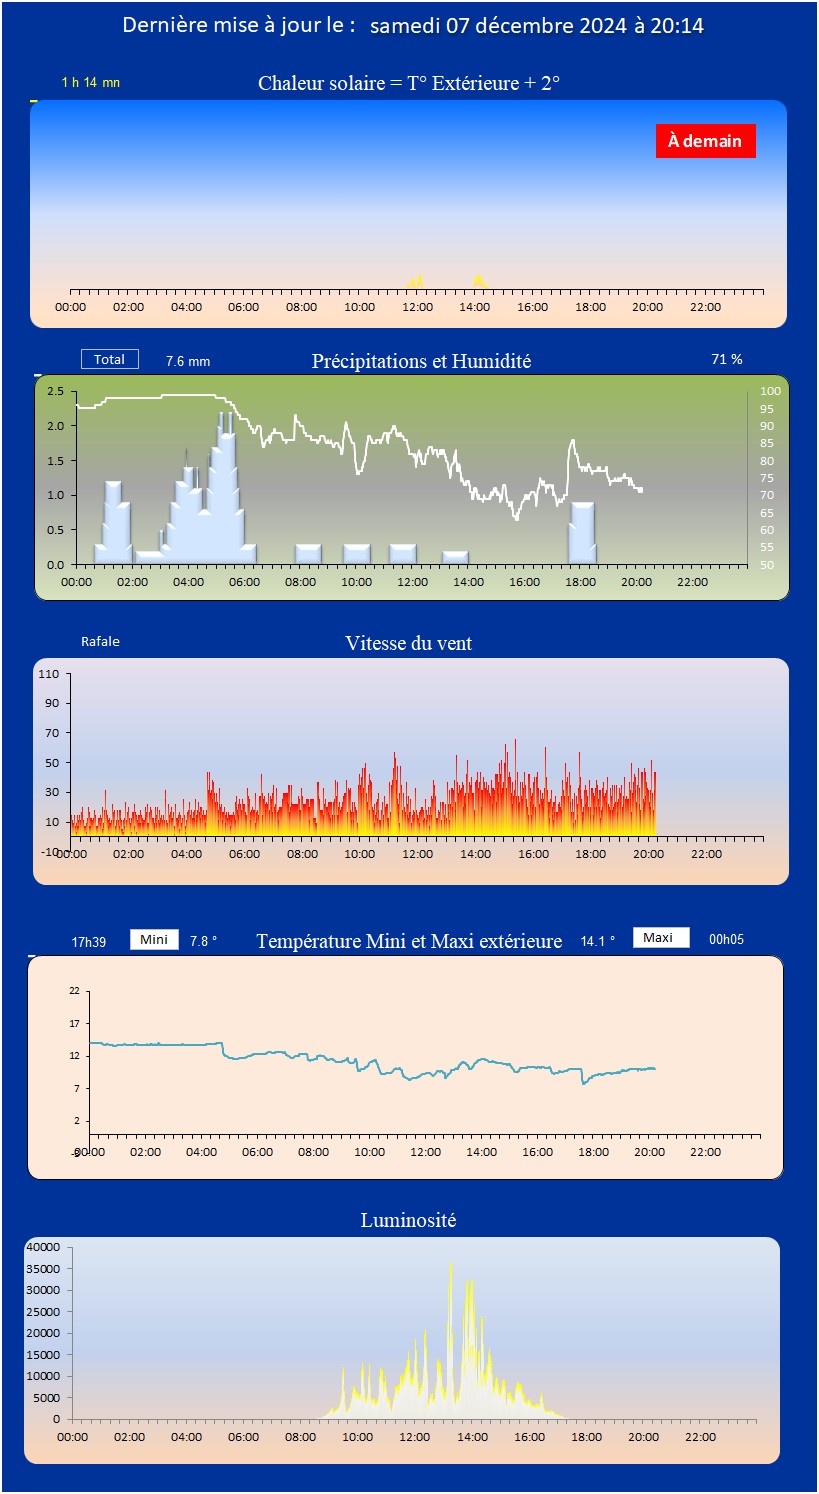 Dernière mise à jour le : samedi 07 décembre 2024 à 20:14
1 h 14 mn Chaleur solaire = T° Extérieure + 2°
À demain
00:00 02:00 04:00 06:00 08:00 10:00 12:00 14:00 16:00 18:00 20:00 22:00
Total 7.6 mm Précipitations et Humidité 71 %
2.5 100
95
2.0 90
85
1.5 80
75
1.0 70
65
0.5 60
55
0.0 50
00:00 02:00 04:00 06:00 08:00 10:00 12:00 14:00 16:00 18:00 20:00 22:00
Rafale Vitesse du vent
110
90
70
50
30
10
-10
00:00 02:00 04:00 06:00 08:00 10:00 12:00 14:00 16:00 18:00 20:00 22:00
17h39 Mini 7.8 ° Température Mini et Maxi extérieure 14.1 ° Maxi 00h05
22
17
12
7
2
-3
00:00 02:00 04:00 06:00 08:00 10:00 12:00 14:00 16:00 18:00 20:00 22:00
Luminosité
40000
35000
30000
25000
20000
15000
10000
5000
0
00:00 02:00 04:00 06:00 08:00 10:00 12:00 14:00 16:00 18:00 20:00 22:00